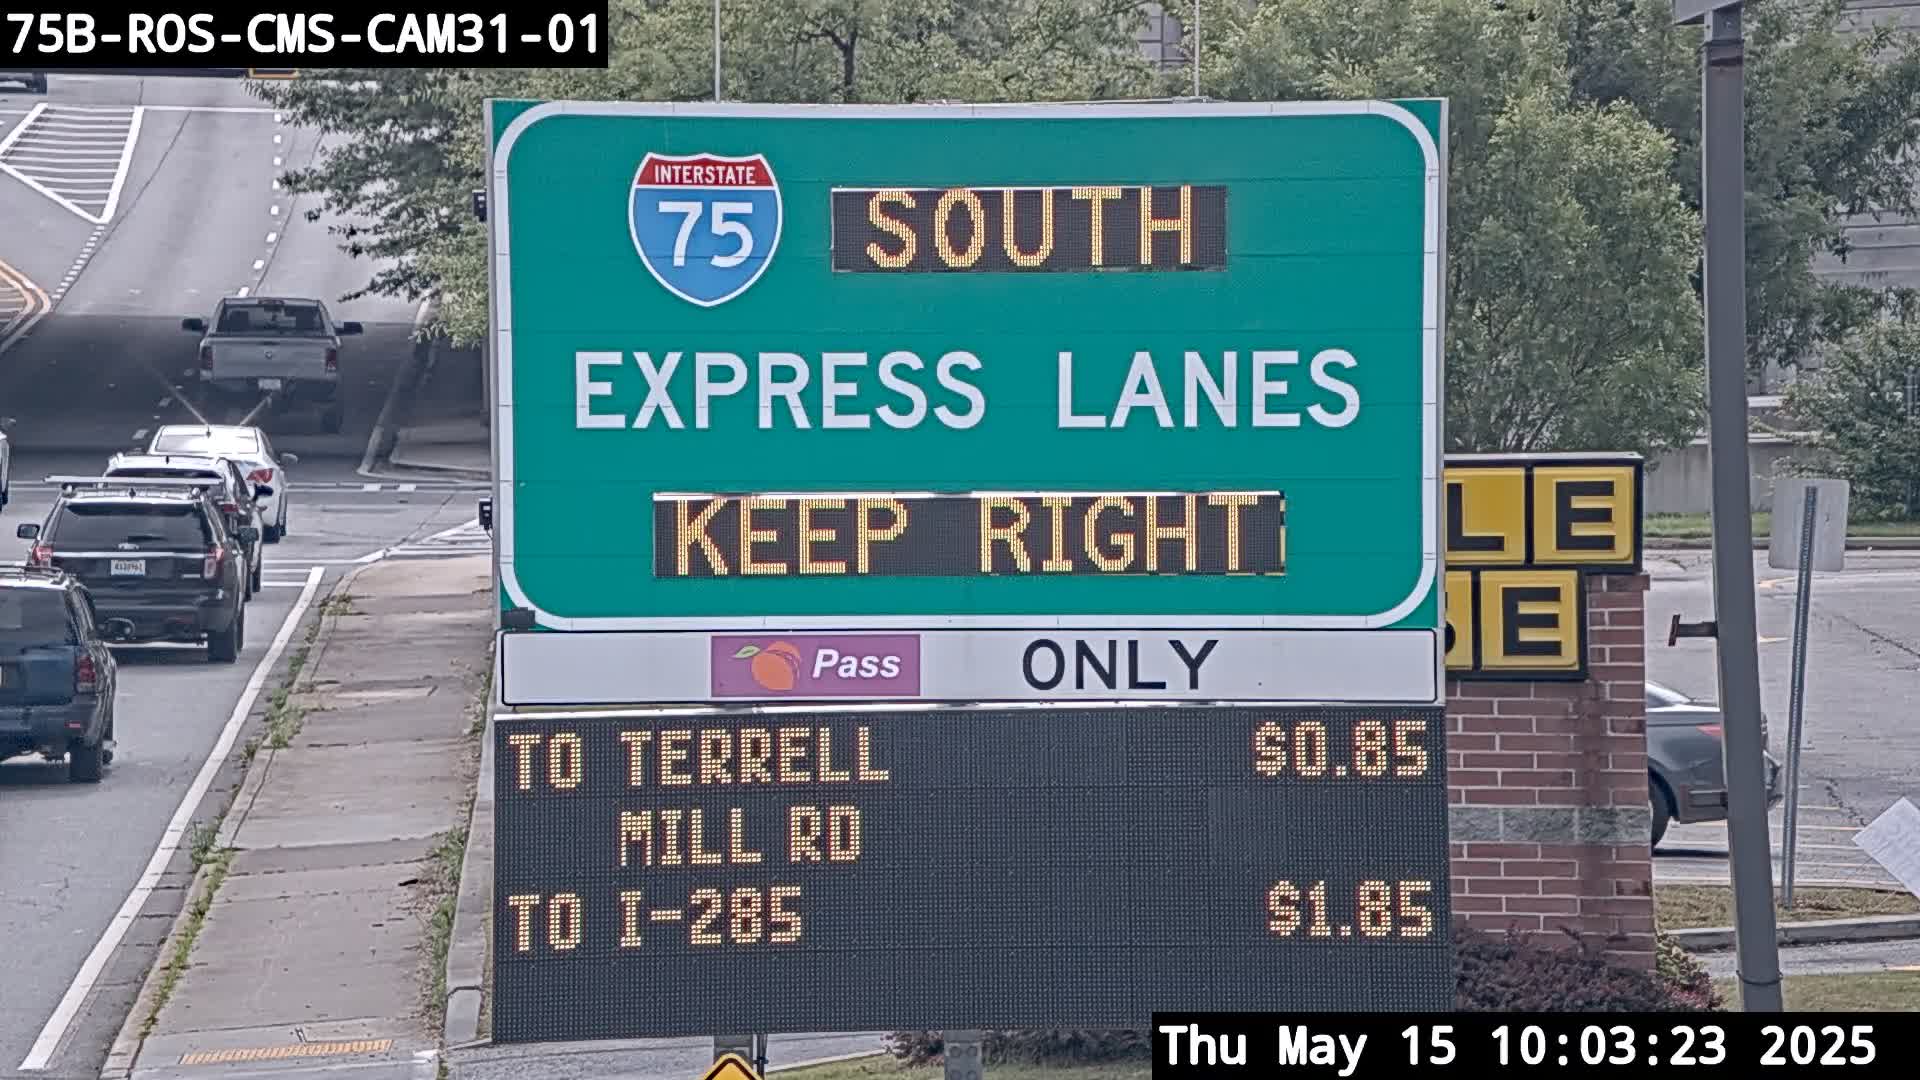 75B-ROS-CMS-CAM31-01
INTERSTATE
75
SOUTH
EXPRESS LANES
KEEP RIGHT
Pass ONLY
TO TERRELL $0.85
MILL RD
TO I-285 $1.85
LE
E
Thu May 15 10:03:23 2025